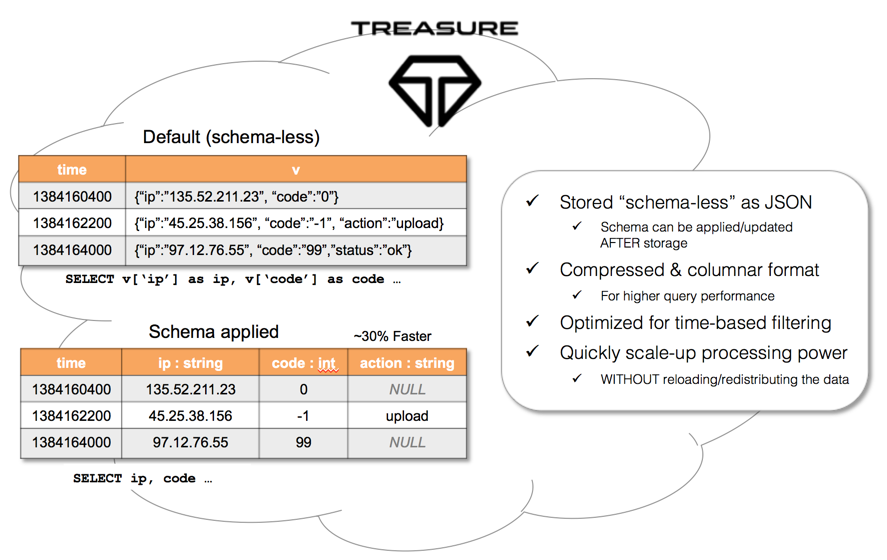 TREASURE
Default (schema-less)
time v
1384160400 {“ip”:”135.52.211.23”, “code”:”0”}
1384162200 {“ip”:”45.25.38.156”, “code”:”-1”, “action”:”upload}
1384164000 {“ip”:”97.12.76.55”, “code”:”99”,”status”:”ok”}
SELECT v[‘ip’] as ip, v[‘code’] as code …
Schema applied
~30% Faster
time ip : string code : int action : string
1384160400 135.52.211.23 0 NULL
1384162200 45.25.38.156 -1 upload
1384164000 97.12.76.55 99 NULL
SELECT ip, code …
✓ Stored “schema-less” as JSON
✓ Schema can be applied/updated
AFTER storage
✓ Compressed & columnar format
✓ For higher query performance
✓ Optimized for time-based filtering
✓ Quickly scale-up processing power
✓ WITHOUT reloading/redistributing the data